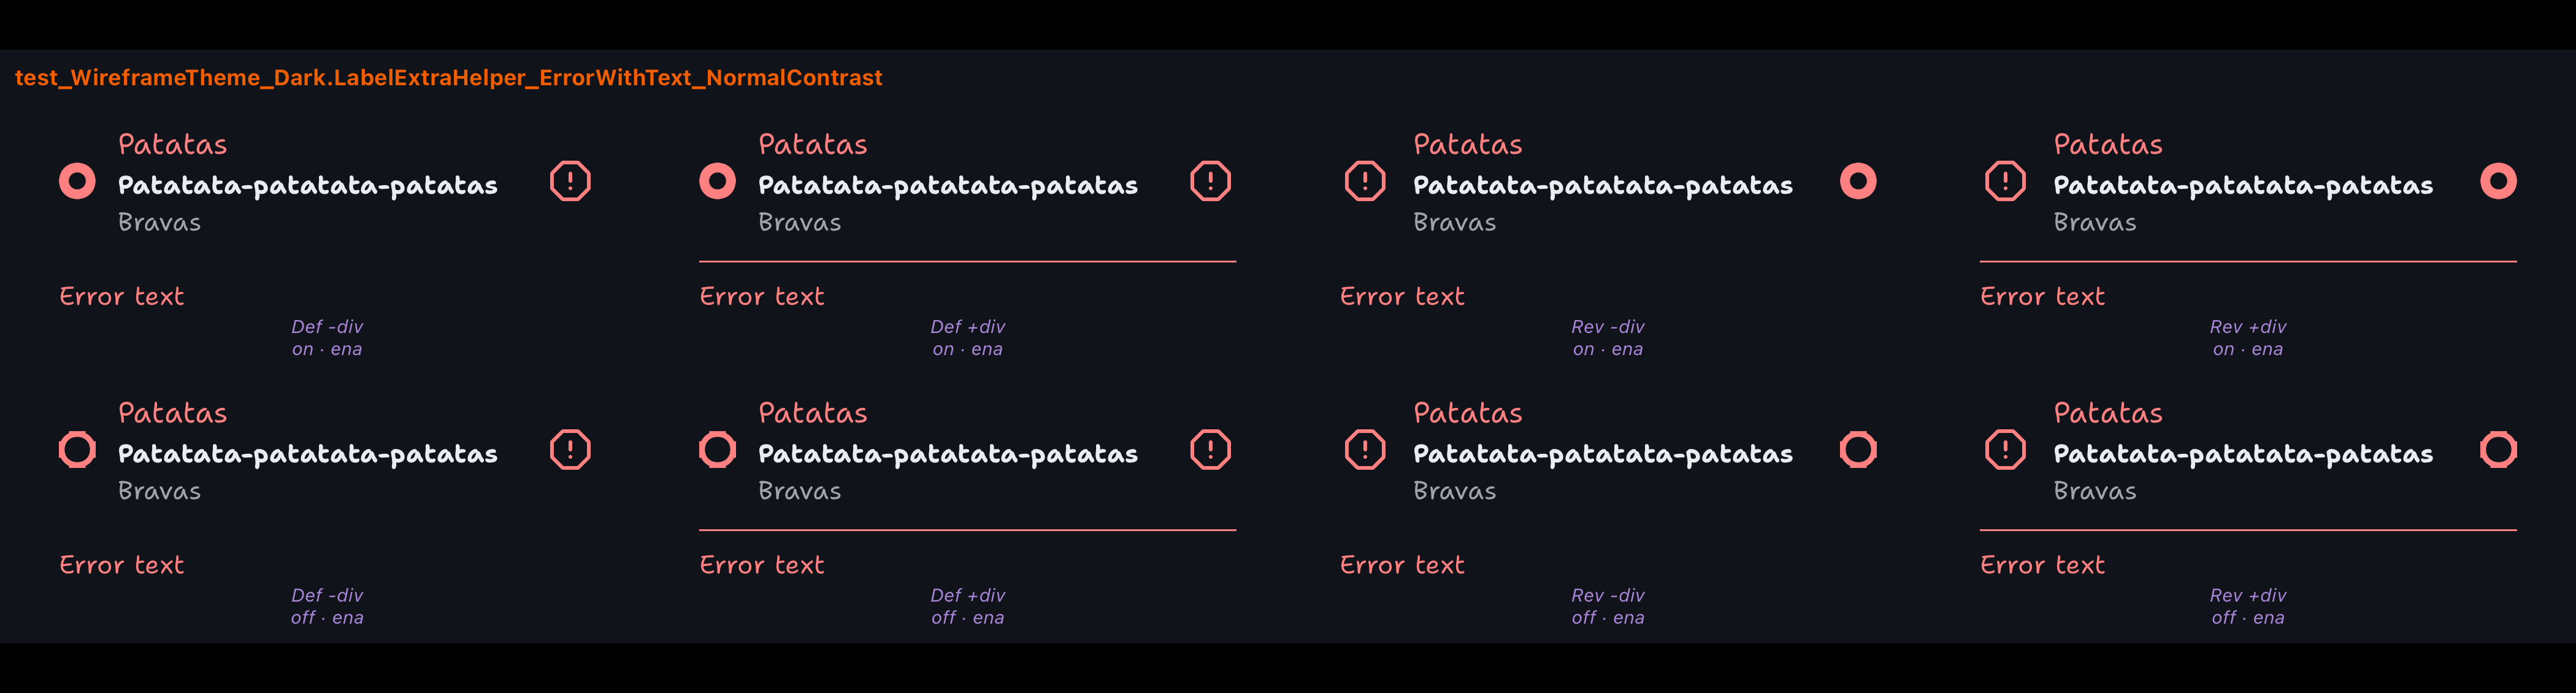 test_WireframeTheme_Dark.LabelExtraHelper_ErrorWithText_NormalContrast
Patatas
Patatata-patatata-patatas
Bravas
Error text
Def -div
on · ena
Patatas
Patatata-patatata-patatas
Bravas
Error text
Def +div
on · ena
Patatas
Patatata-patatata-patatas
Bravas
Error text
Rev -div
on · ena
Patatas
Patatata-patatata-patatas
Bravas
Error text
Rev +div
on · ena
Patatas
Patatata-patatata-patatas
Bravas
Error text
Def -div
off · ena
Patatas
Patatata-patatata-patatas
Bravas
Error text
Def +div
off · ena
Patatas
Patatata-patatata-patatas
Bravas
Error text
Rev -div
off · ena
Patatas
Patatata-patatata-patatas
Bravas
Error text
Rev +div
off · ena